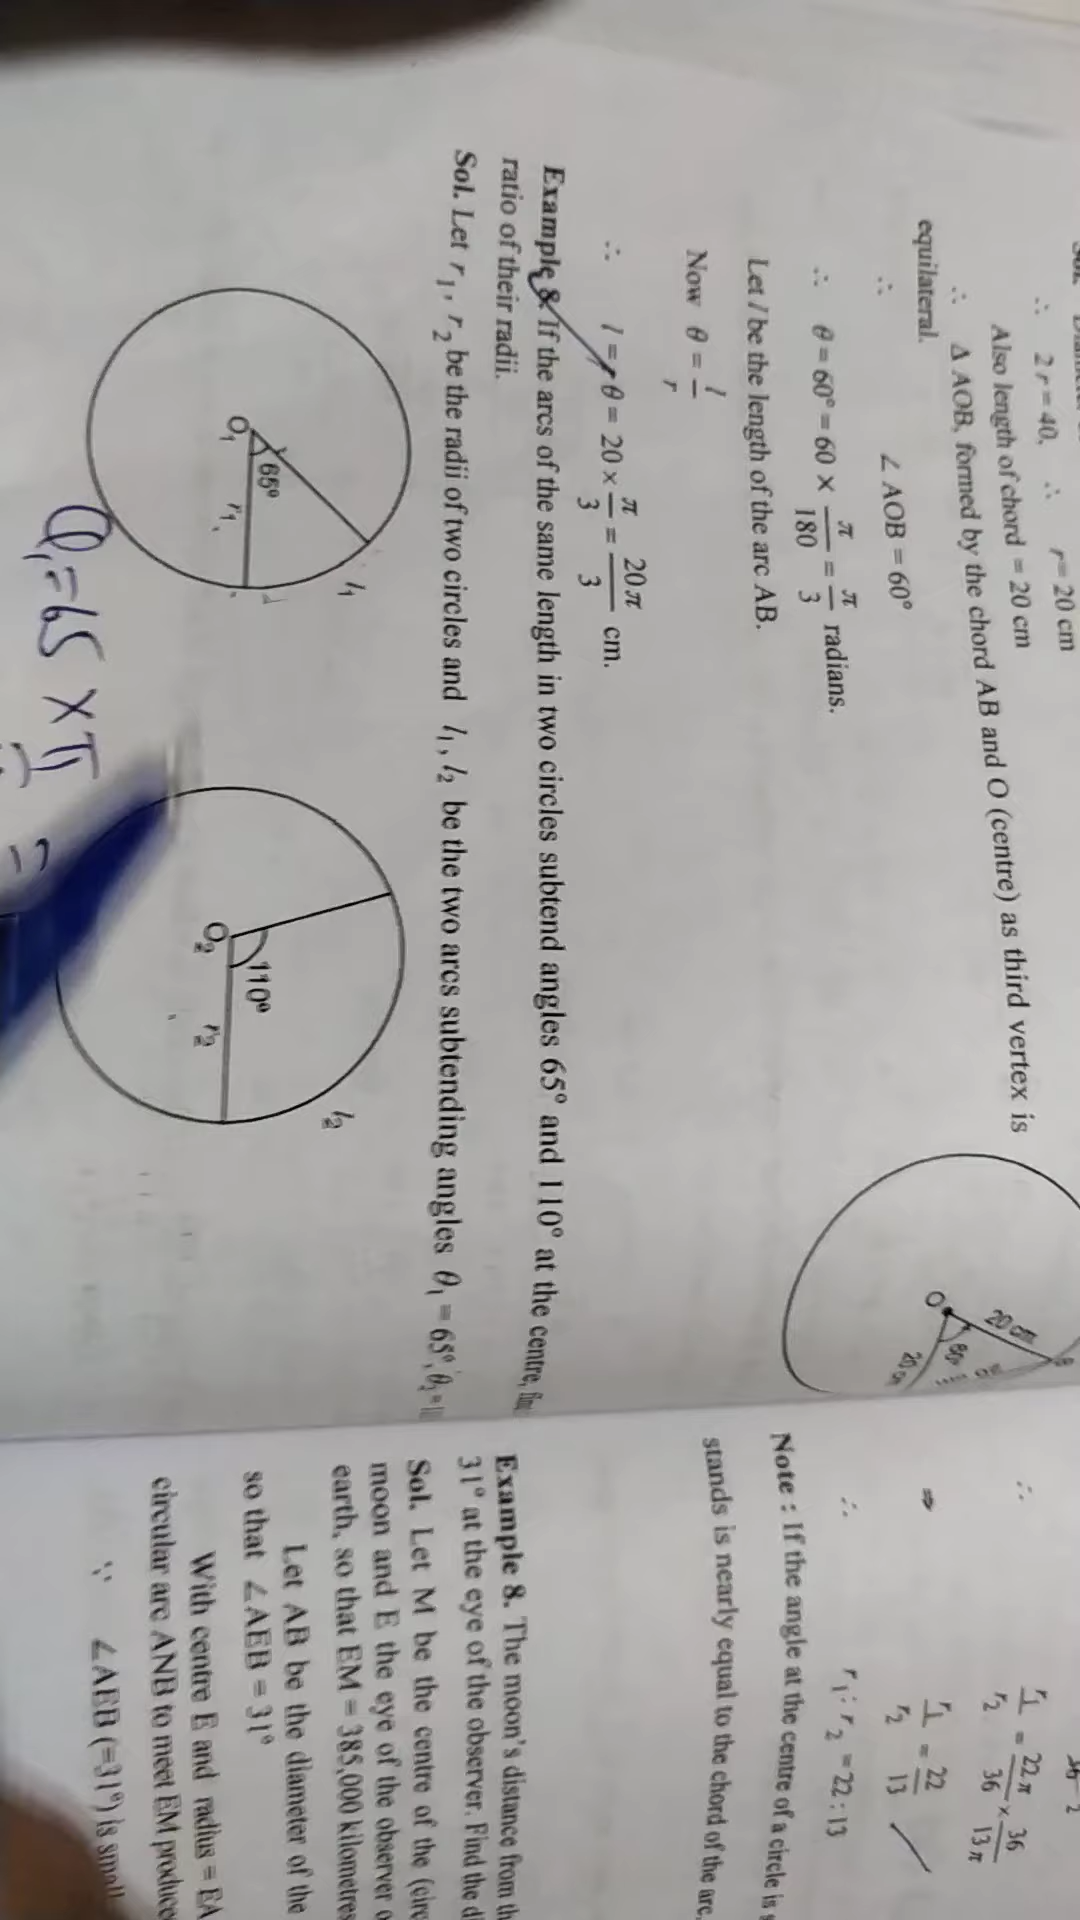 ∴ 2 r = 40, ∴ r = 20 cm
Also length of chord = 20 cm
∴ Δ AOB, formed by the chord AB and O (centre) as third vertex is
equilateral.
∴ ∠ AOB = 60°
∴ θ = 60° = 60 × π/180 = π/3 radians.
Let l be the length of the arc AB.
Now θ = l/r
∴ l = r θ = 20 × π/3 = 20π/3 cm.
O 20 cm
60°
Example 8. If the arcs of the same length in two circles subtend angles 65° and 110° at the centre,
ratio of their radii.
Sol. Let r₁, r₂ be the radii of two circles and l₁, l₂ be the two arcs subtending angles θ₁ = 65°, θ₂ =
O₁ 65° r₁ l₁
O₂ 110° r₂ l₂
θ₁ = 65 × π
r₁/r₂ = 22π/36 × 36/13π
⇒ r₁/r₂ = 22/13
∴ r₁ : r₂ = 22 : 13
Note : If the angle at the centre of a circle is
stands is nearly equal to the chord of the arc.
Example 8. The moon's distance from
31° at the eye of the observer. Find the
Sol. Let M be the centre of the
moon and E the eye of the observer
earth, so that EM = 385,000 kilometres
Let AB be the diameter of the
so that ∠ AEB = 31°
With centre E and radius = EA
circular arc ANB to meet EM
∵ ∠AEB (=31°) is small